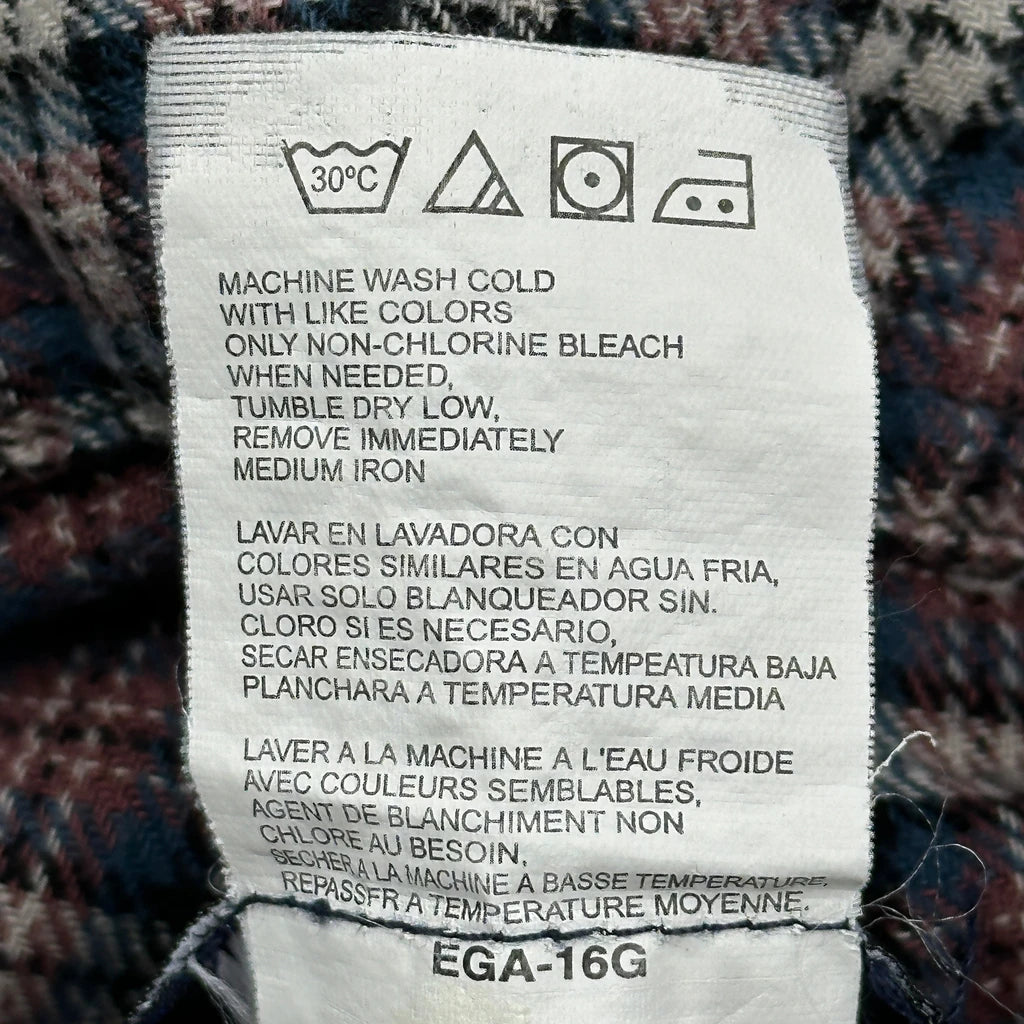 30ºC
MACHINE WASH COLD
WITH LIKE COLORS
ONLY NON-CHLORINE BLEACH
WHEN NEEDED,
TUMBLE DRY LOW,
REMOVE IMMEDIATELY
MEDIUM IRON
LAVAR EN LAVADORA CON
COLORES SIMILARES EN AGUA FRIA,
USAR SOLO BLANQUEADOR SIN.
CLORO SI ES NECESARIO,
SECAR ENSECADORA A TEMPEATURA BAJA
PLANCHARA A TEMPERATURA MEDIA
LAVER A LA MACHINE A L'EAU FROIDE
AVEC COULEURS SEMBLABLES,
AGENT DE BLANCHIMENT NON
CHLORE AU BESOIN,
SECHER A LA MACHINE A BASSE TEMPERATURE,
REPASSER A TEMPERATURE MOYENNE.
EGA-16G